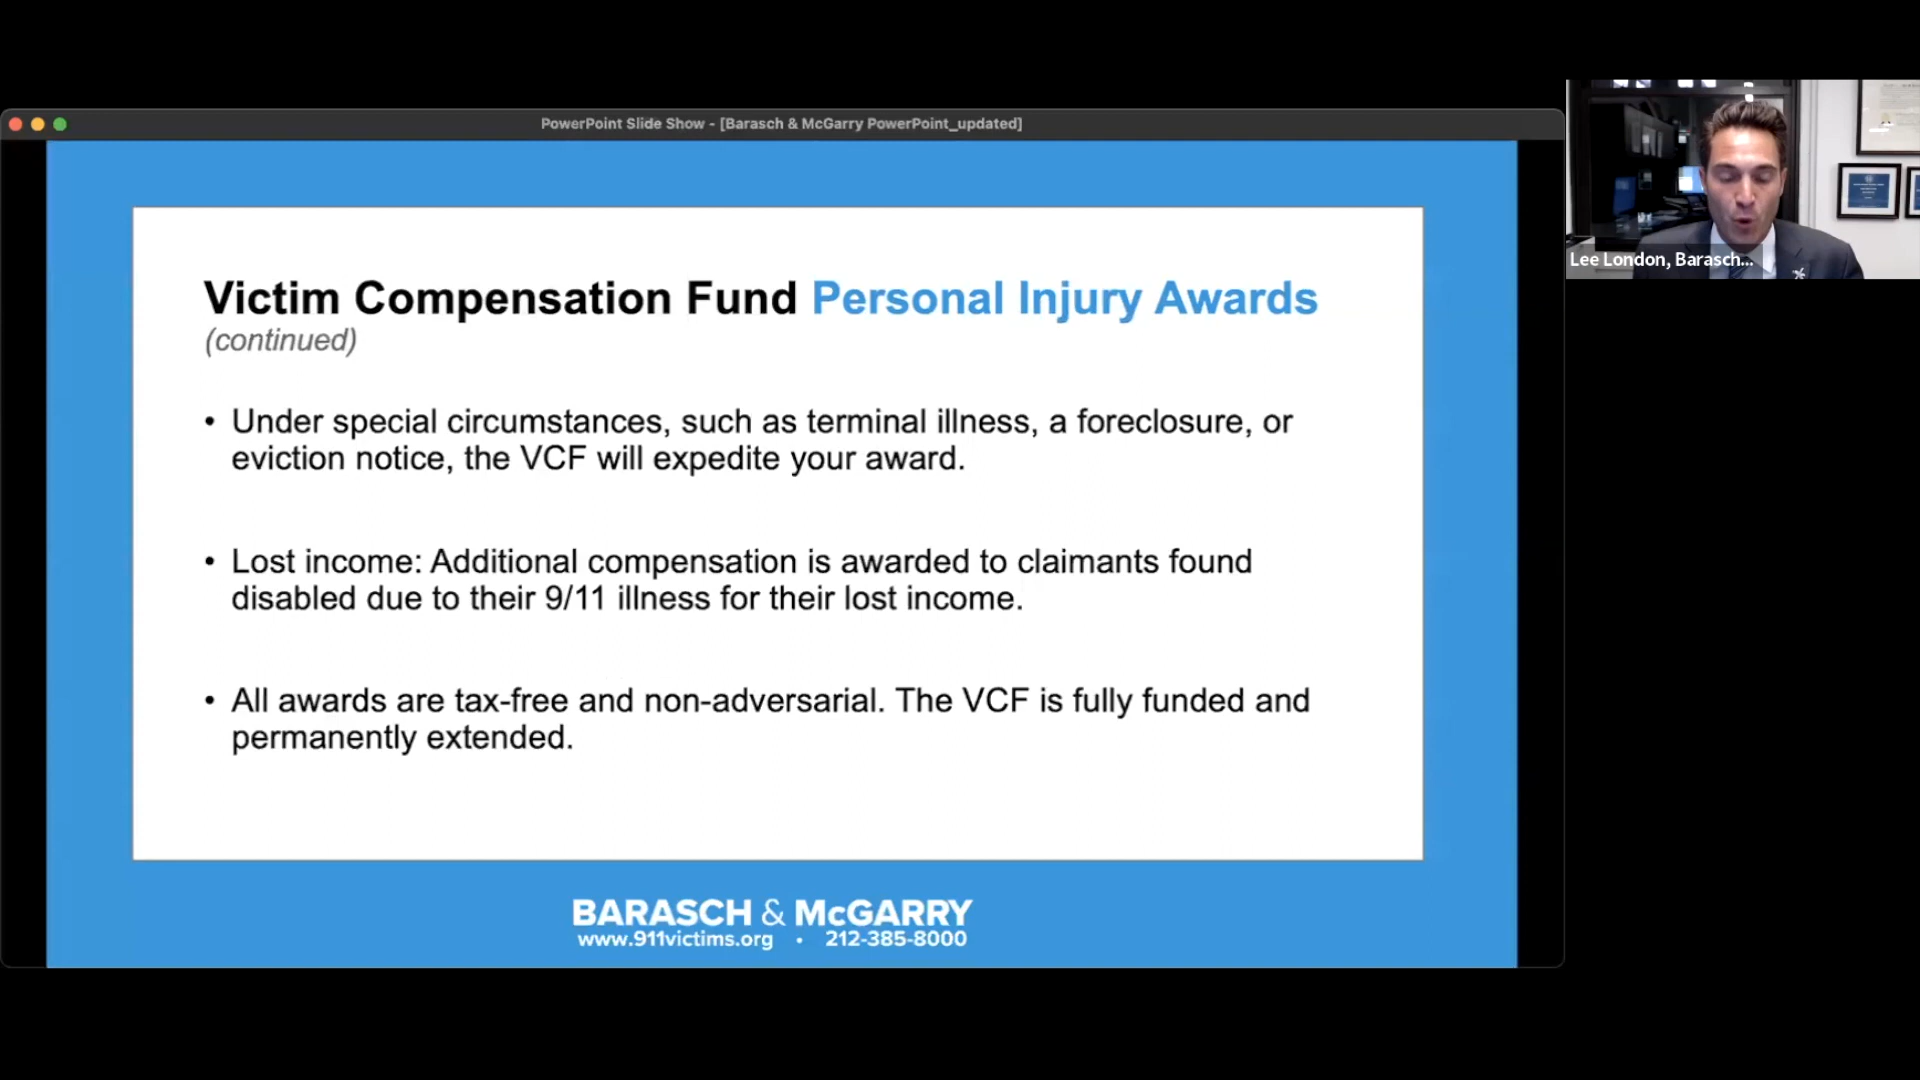 PowerPoint Slide Show - [Barasch & McGarry PowerPoint_updated]
Lee London, Barasch...
Victim Compensation Fund Personal Injury Awards
(continued)
• Under special circumstances, such as terminal illness, a foreclosure, or
eviction notice, the VCF will expedite your award.
• Lost income: Additional compensation is awarded to claimants found
disabled due to their 9/11 illness for their lost income.
• All awards are tax-free and non-adversarial. The VCF is fully funded and
permanently extended.
BARASCH & McGARRY
www.911victims.org • 212-385-8000